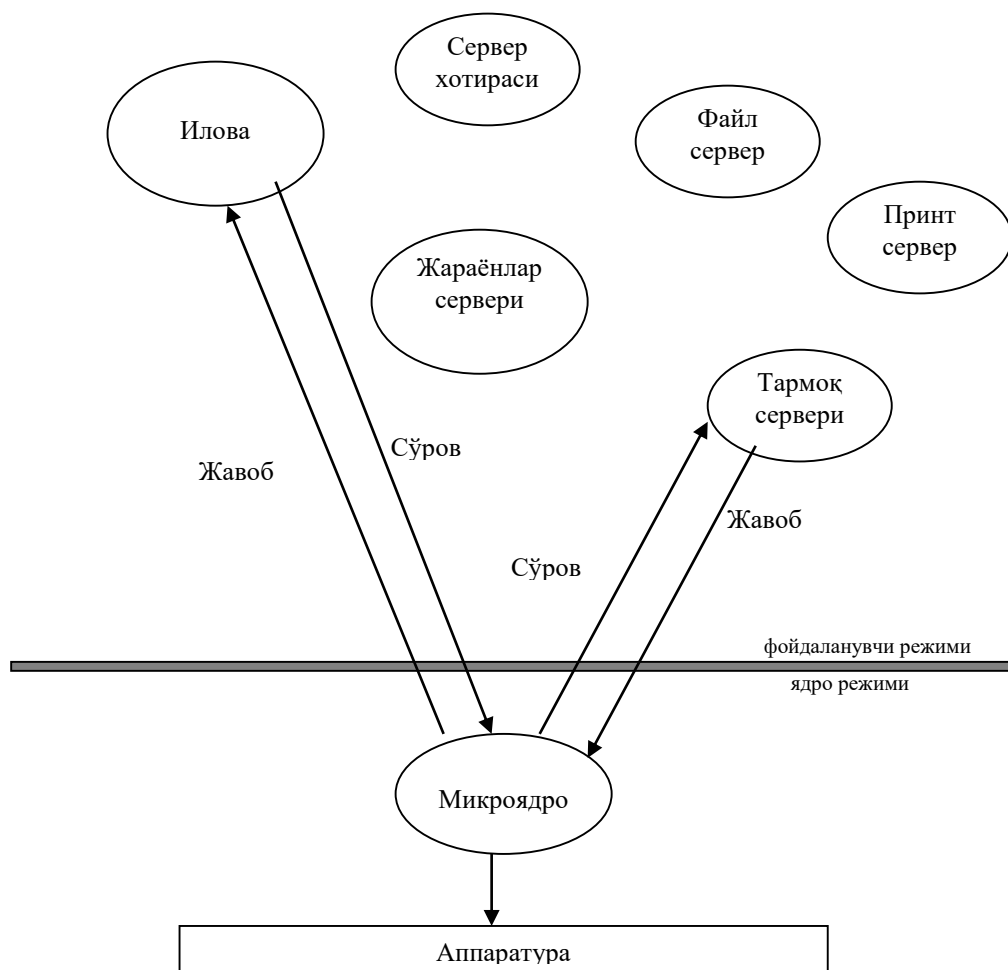 Сервер
хотираси
Илова
Файл
сервер
Принт
сервер
Жараёнлар
сервери
Тармоқ
сервери
Сўров
Жавоб
Жавоб
Сўров
фойдаланувчи режими
ядро режими
Микроядро
Аппаратура